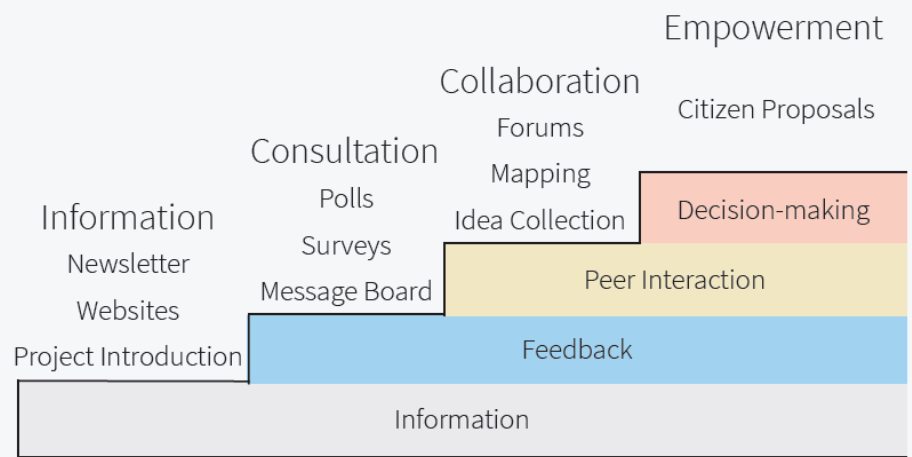 Information
Newsletter
Websites
Project Introduction
Consultation
Polls
Surveys
Message Board
Collaboration
Forums
Mapping
Idea Collection
Empowerment
Citizen Proposals
Decision-making
Peer Interaction
Feedback
Information